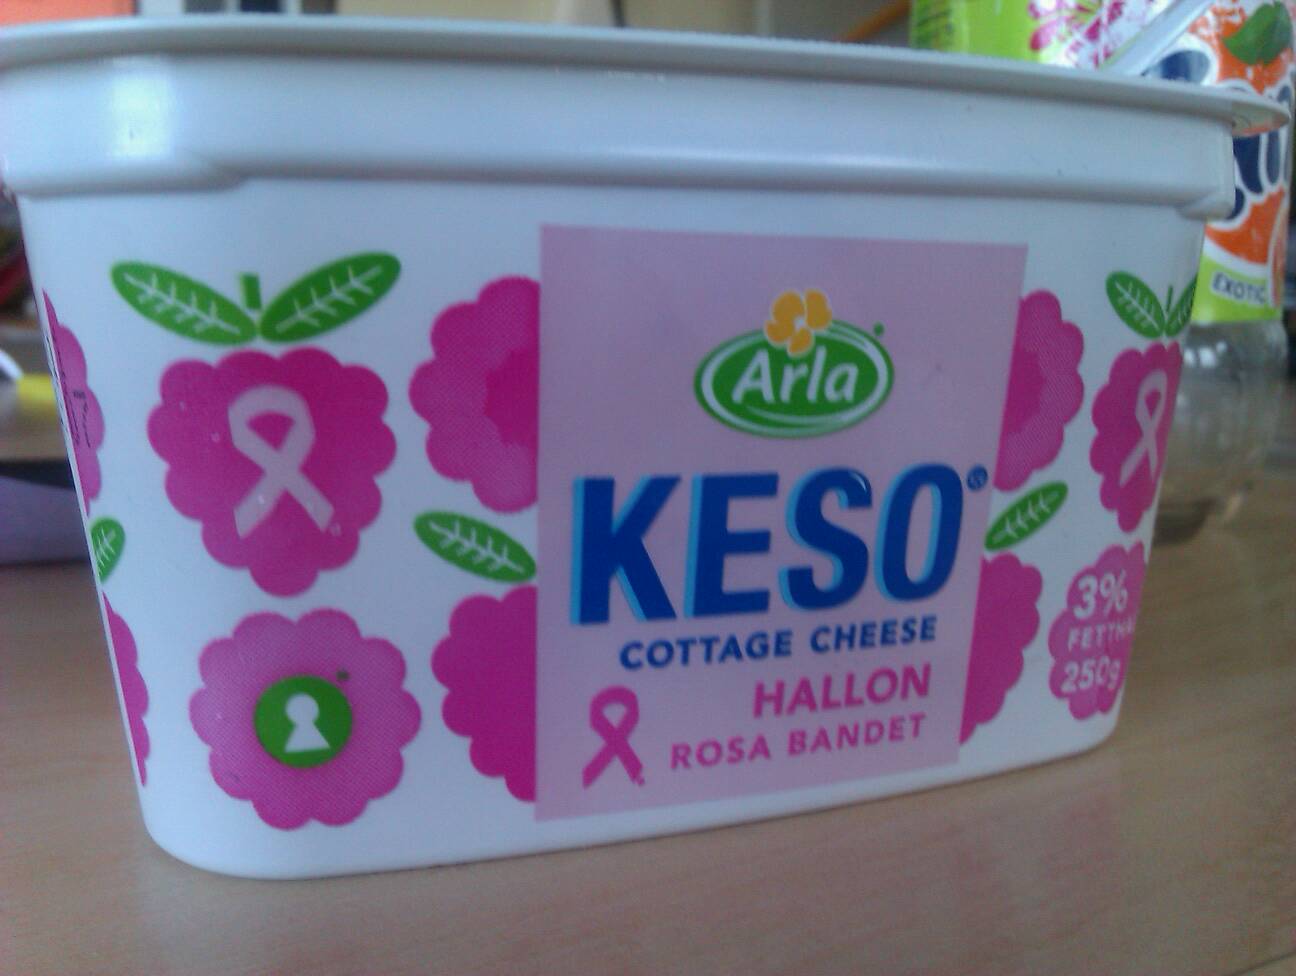 Arla
KESO®
COTTAGE CHEESE
HALLON
ROSA BANDET
3%
250g
EXOTIC